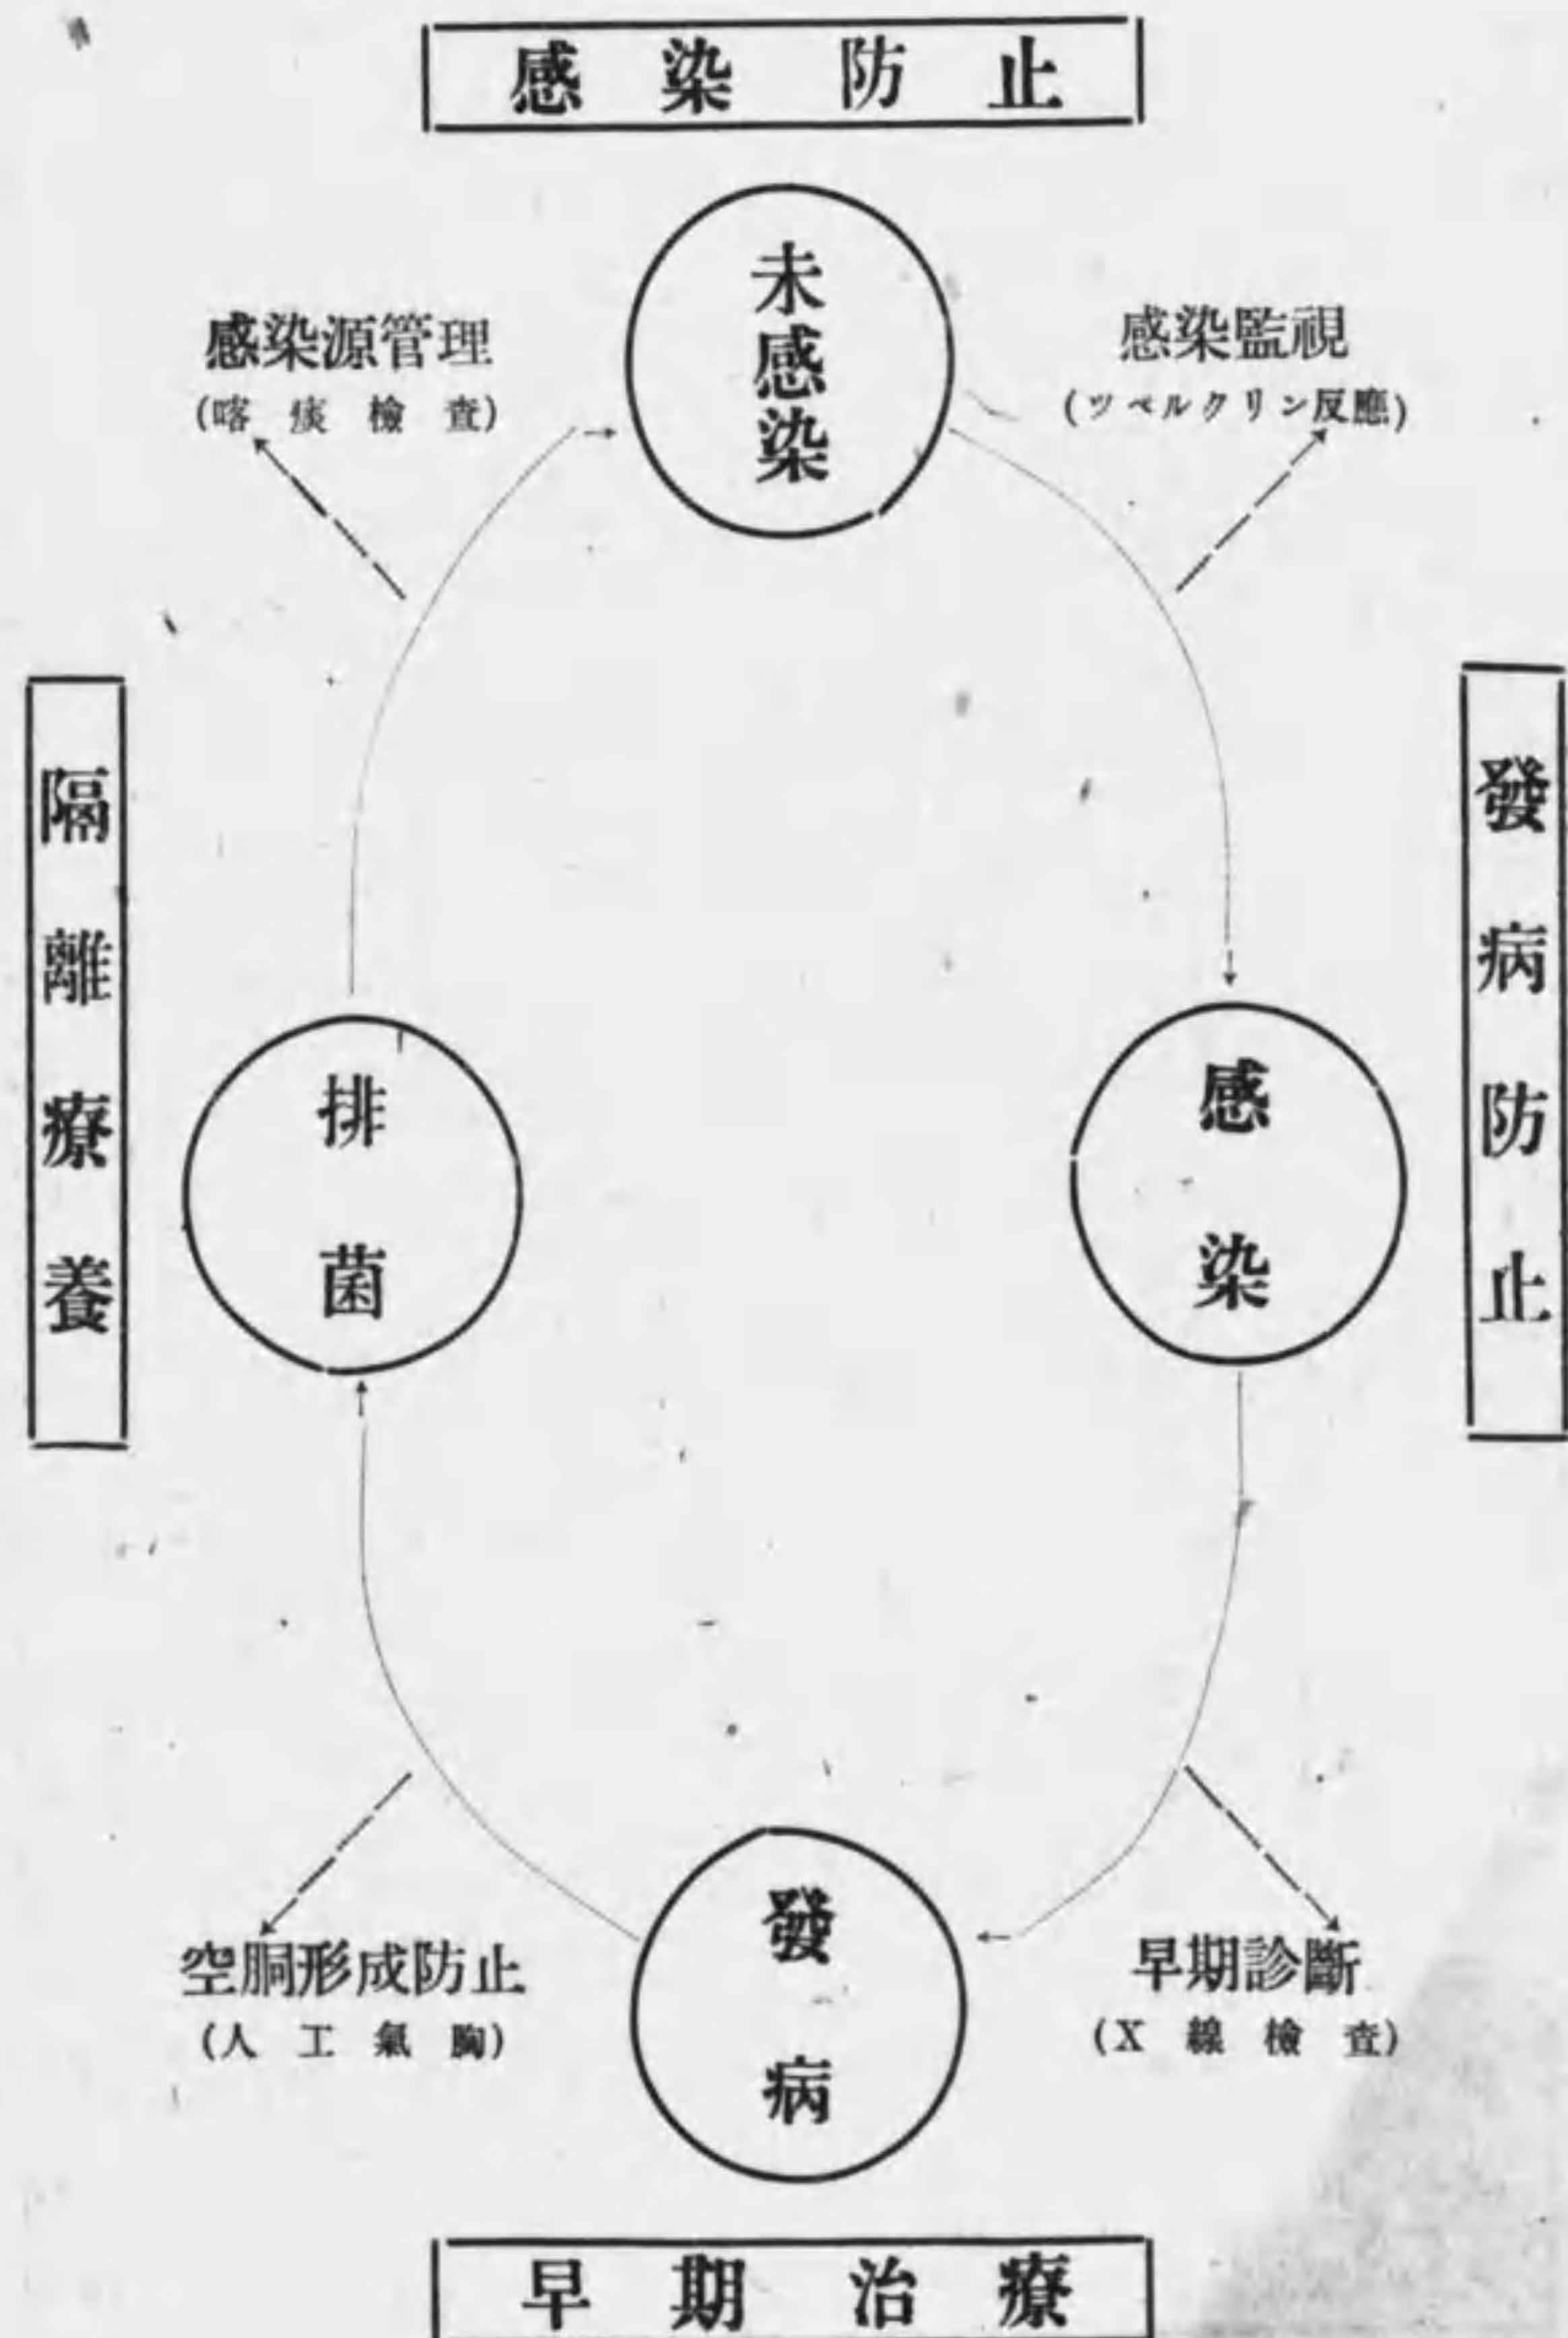 感染防止
未感染
感染源管理
(喀痰檢査)
感染監視
(ツベルクリン反應)
隔離療養
發病防止
排菌
感染
空胴形成防止
(人工氣胸)
早期診斷
(X線檢査)
發病
早期治療